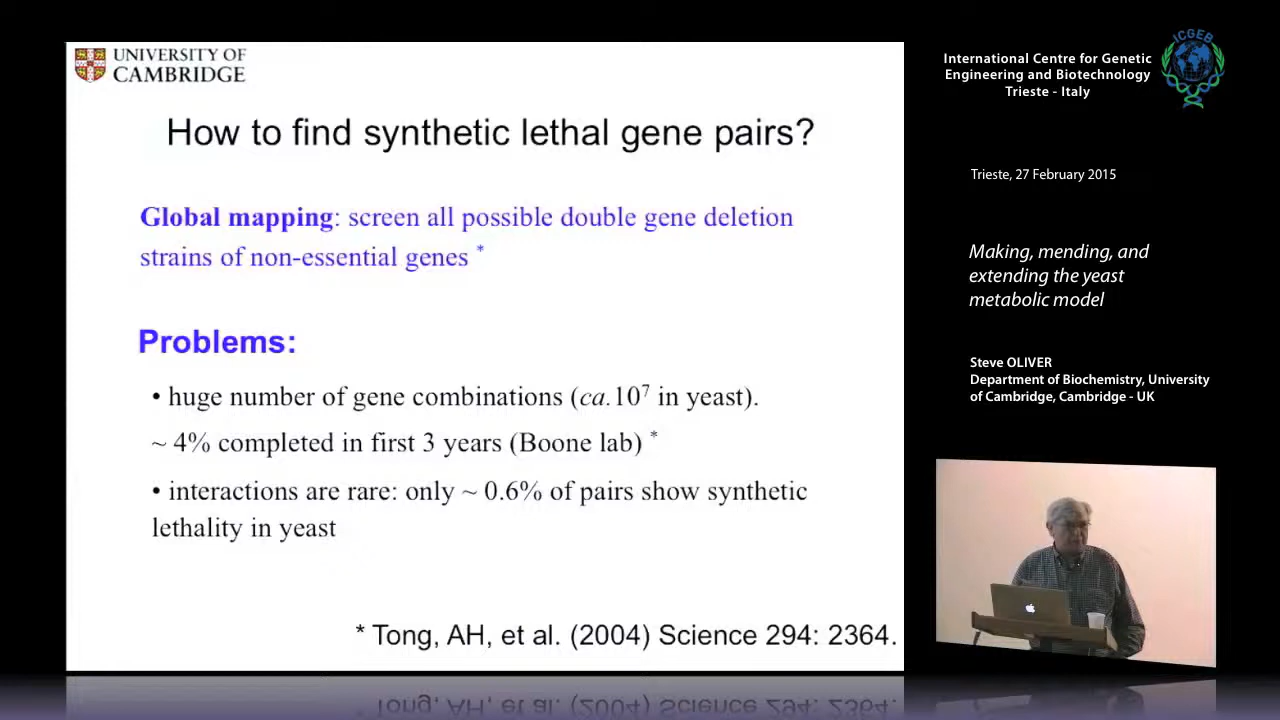 UNIVERSITY OF
CAMBRIDGE
How to find synthetic lethal gene pairs?
Global mapping: screen all possible double gene deletion
strains of non-essential genes *
Problems:
• huge number of gene combinations (ca.10⁷ in yeast).
~ 4% completed in first 3 years (Boone lab) *
• interactions are rare: only ~ 0.6% of pairs show synthetic
lethality in yeast
* Tong, AH, et al. (2004) Science 294: 2364.
International Centre for Genetic
Engineering and Biotechnology
Trieste - Italy
ICGEB
Trieste, 27 February 2015
Making, mending, and
extending the yeast
metabolic model
Steve OLIVER
Department of Biochemistry, University
of Cambridge, Cambridge - UK